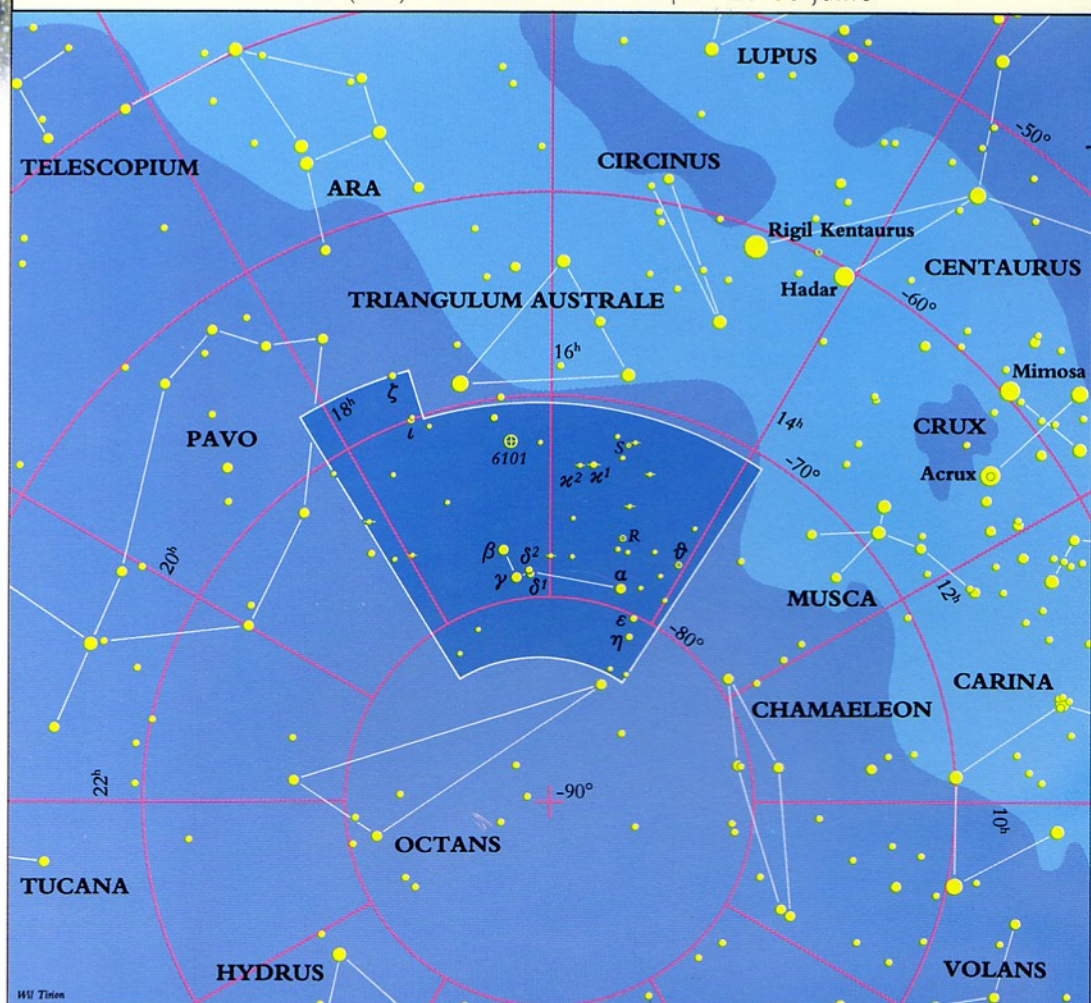 LUPUS
-50°
TELESCOPIUM
ARA
CIRCINUS
Rigil Kentaurus
CENTAURUS
Hadar
-60°
TRIANGULUM AUSTRALE
16h
Mimosa
ζ
18h
14h
ι
PAVO
CRUX
6101
S
-70°
Acrux
ϰ2 ϰ1
R
20h
β
δ2
ϑ
γ
δ1
α
MUSCA
12h
ε
-80°
η
CARINA
CHAMAELEON
22h
-90°
10h
OCTANS
TUCANA
HYDRUS
VOLANS
Wil Tirion